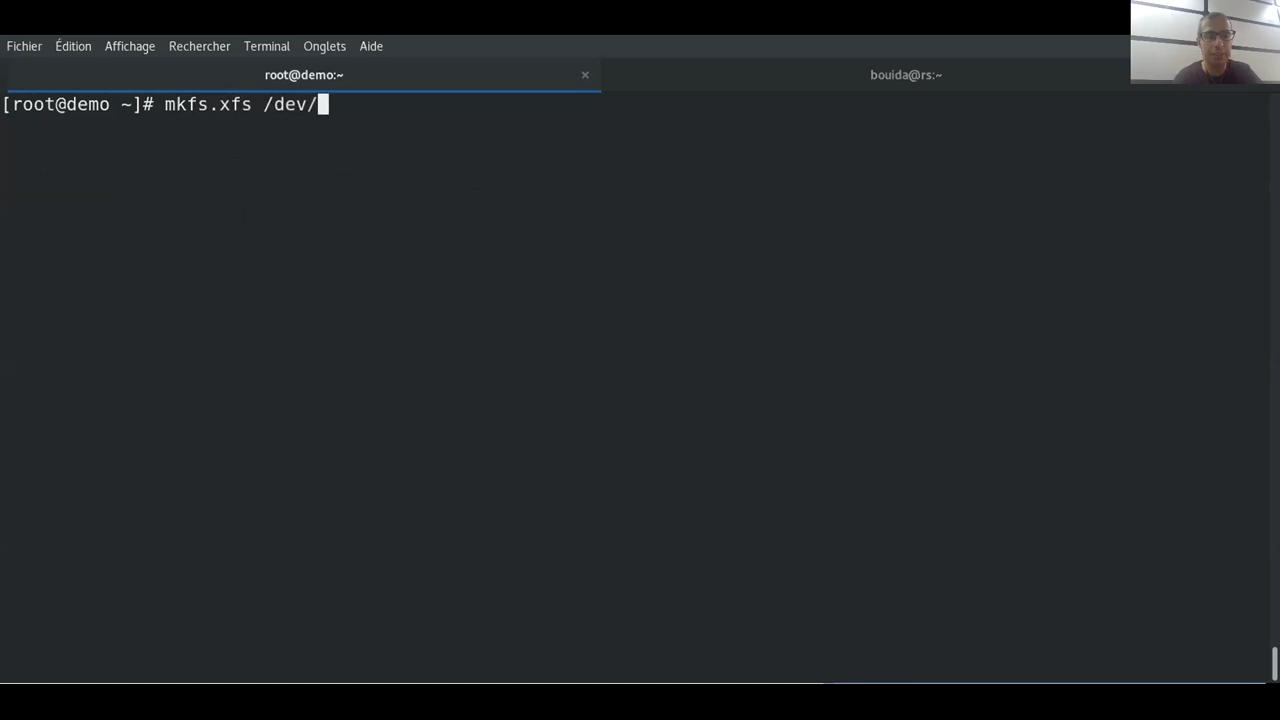 Fichier Édition Affichage Rechercher Terminal Onglets Aide
root@demo:~ × bouida@rs:~
[root@demo ~]# mkfs.xfs /dev/